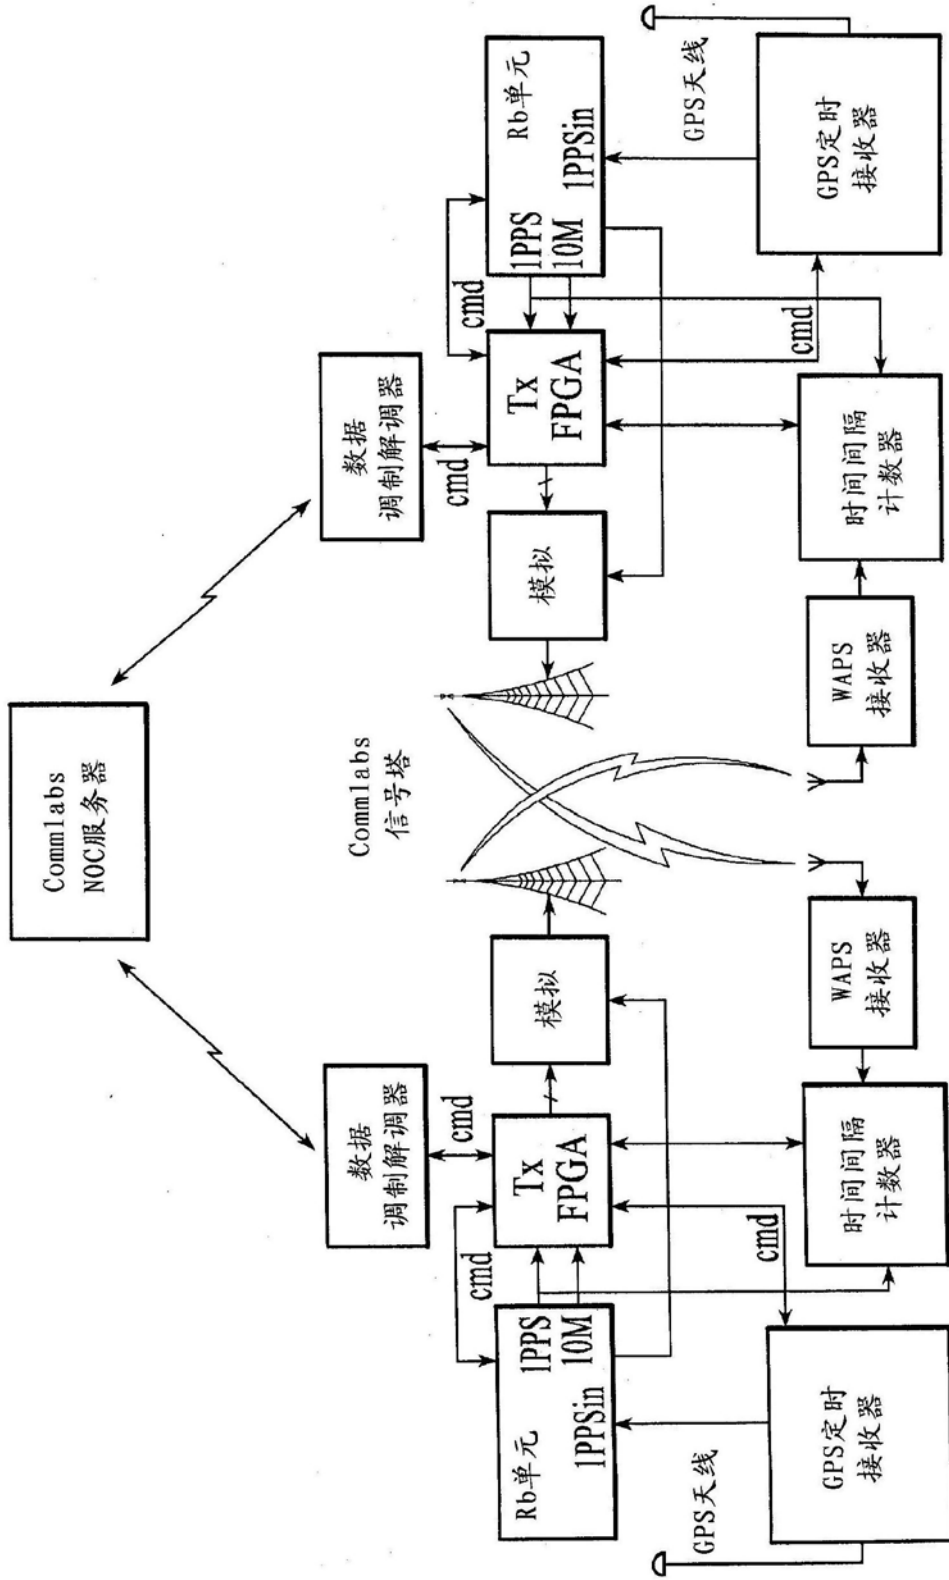 Commlabs
NOC服务器
数据
调制解调器
cmd
数据
调制解调器
cmd
Commlabs
信号塔
cmd
Rb单元
1PPS
10M
1PPSin
Tx
FPGA
模拟
模拟
Tx
FPGA
cmd
Rb单元
1PPS
10M
1PPSin
GPS天线
GPS定时
接收器
cmd
时间间隔
计数器
WAPS
接收器
WAPS
接收器
时间间隔
计数器
cmd
GPS天线
GPS定时
接收器